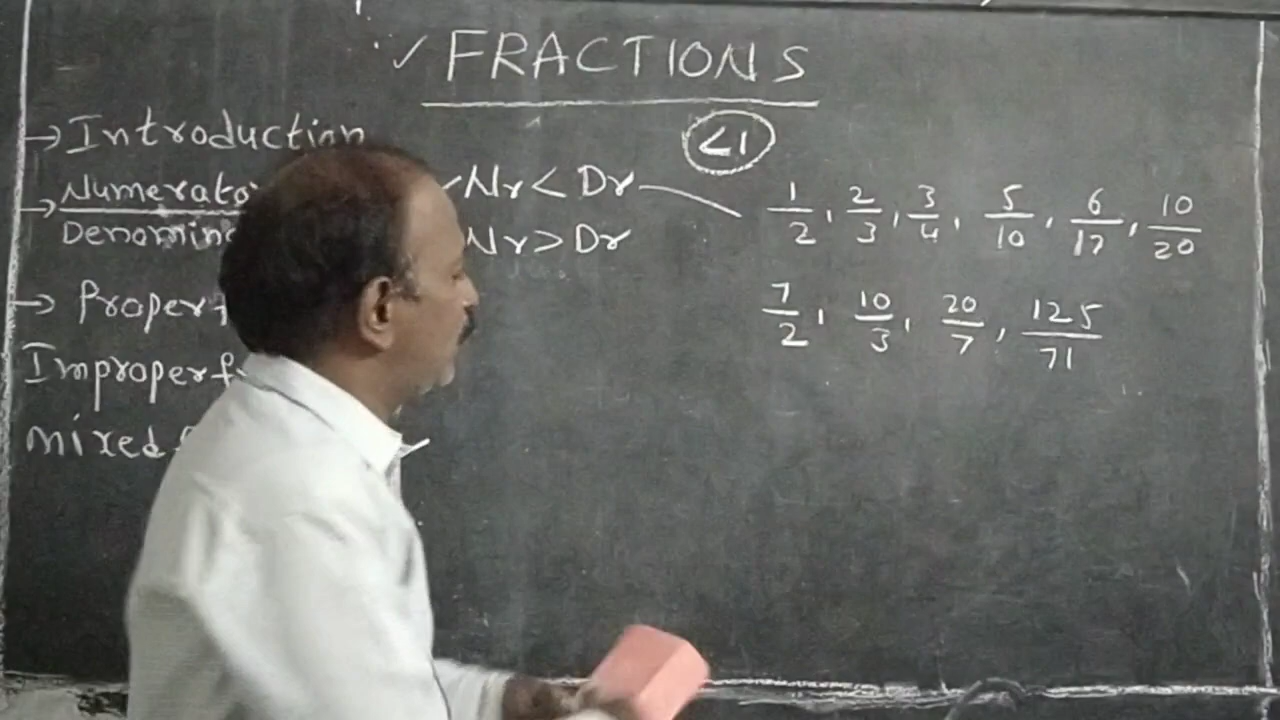 ✓ FRACTIONS
<1
→ Introduction
→ Numerato
Denomin
Nr < Dr
Nr > Dr
1/2, 2/3, 3/4, 5/10, 6/17, 10/20
7/2, 10/3, 20/7, 125/71
→ Proper f
Improper f
mixed